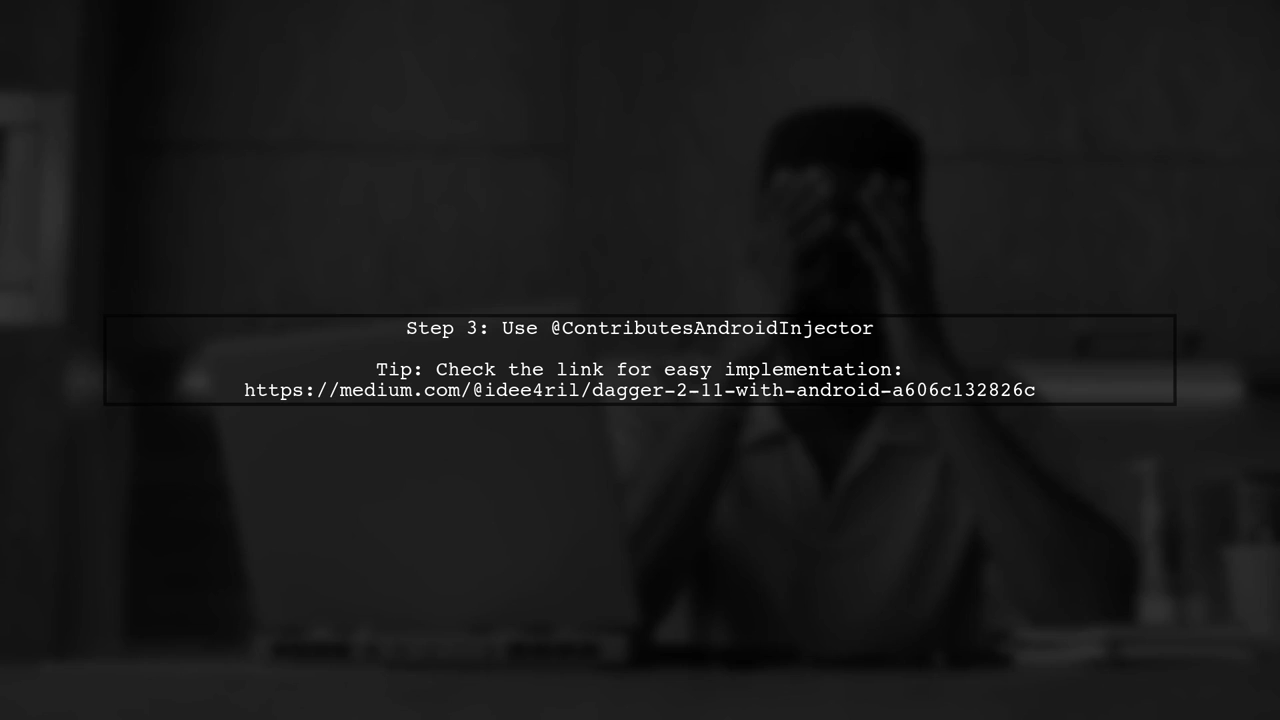 Step 3: Use @ContributesAndroidInjector
Tip: Check the link for easy implementation:
https://medium.com/@idee4ril/dagger-2-11-with-android-a606c132826c